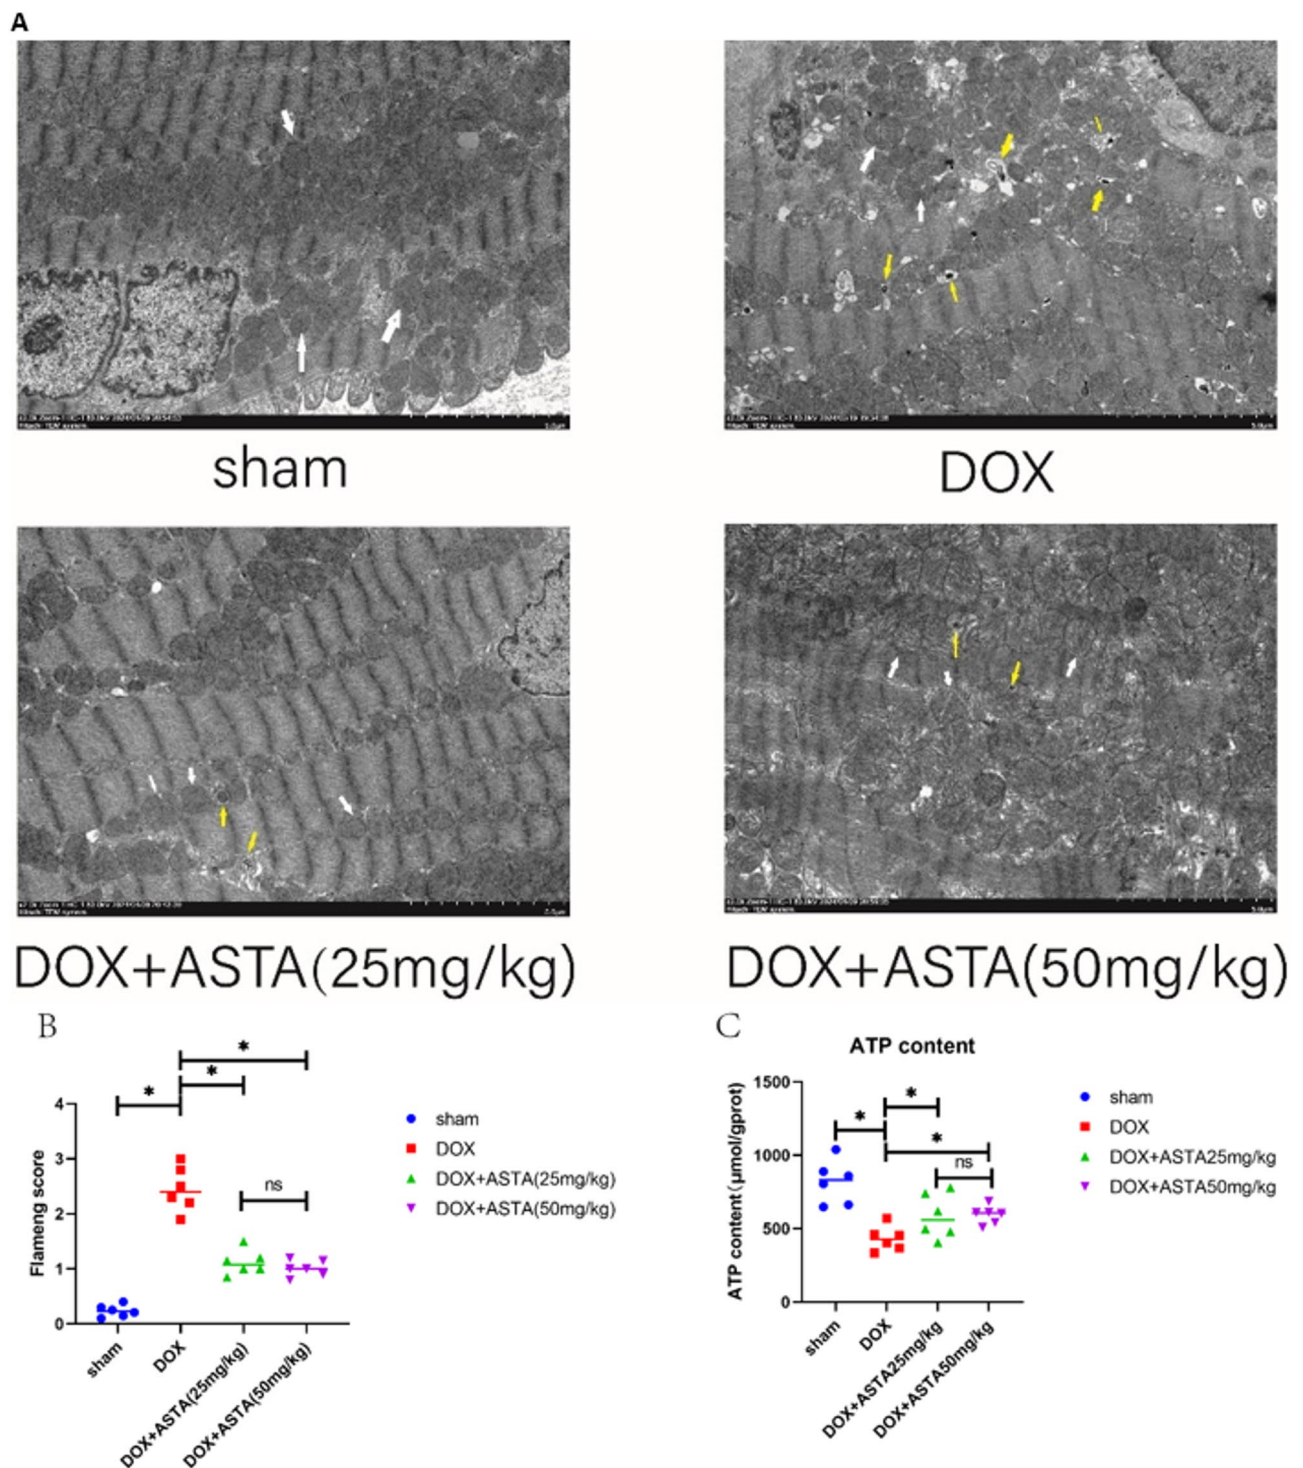 A
sham
DOX
DOX+ASTA(25mg/kg)
DOX+ASTA(50mg/kg)
B
*
*
*
ns
4
3
2
1
0
Flameng score
sham
DOX
DOX+ASTA(25mg/kg)
DOX+ASTA(50mg/kg)
sham
DOX
DOX+ASTA(25mg/kg)
DOX+ASTA(50mg/kg)
C
ATP content
*
*
*
ns
1500
1000
500
0
ATP content(μmol/gprot)
sham
DOX
DOX+ASTA25mg/kg
DOX+ASTA50mg/kg
sham
DOX
DOX+ASTA25mg/kg
DOX+ASTA50mg/kg